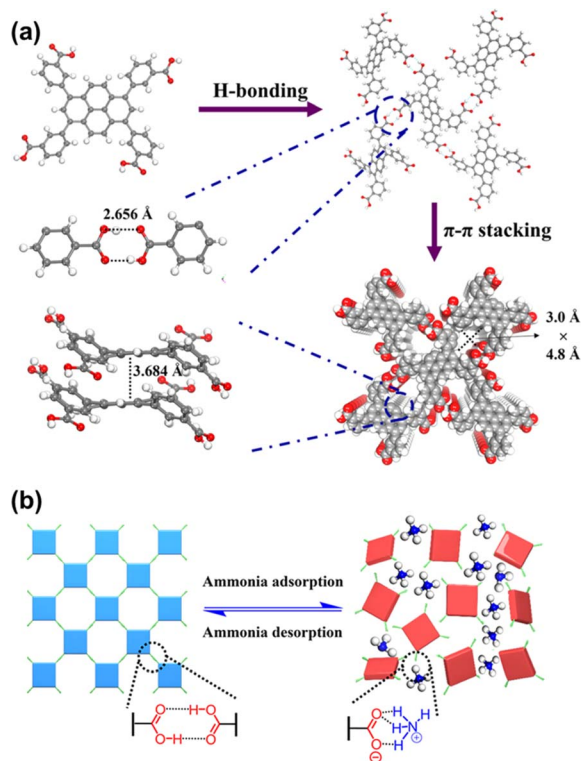 (a)
H-bonding
2.656 Å
π-π stacking
3.0 Å
×
4.8 Å
3.684 Å
(b)
Ammonia adsorption
Ammonia desorption
O H-O
O-H O
O H H
H N
⊕
O H
⊖